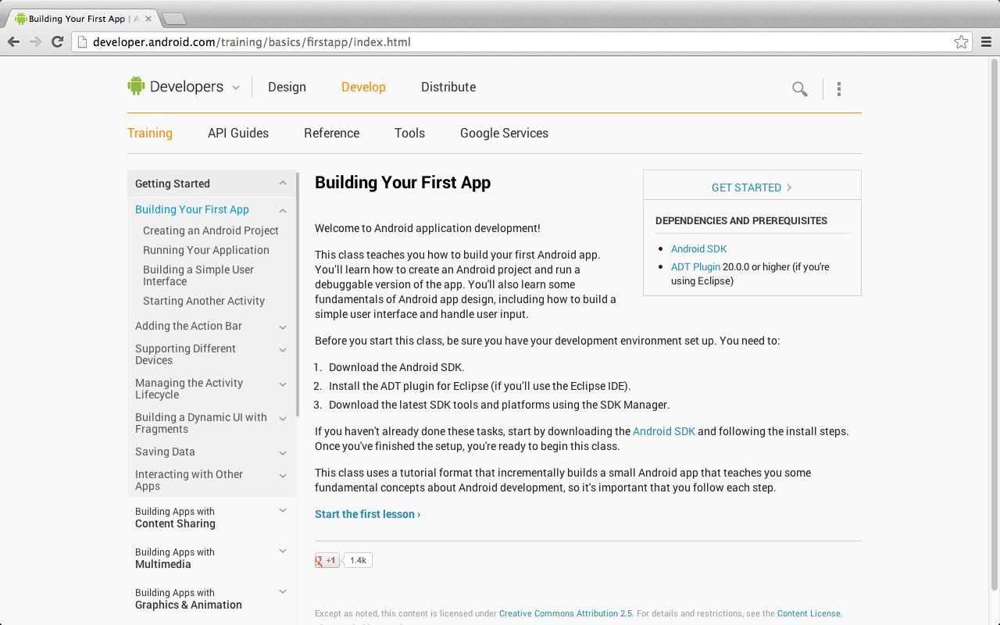 Building Your First App | A
developer.android.com/training/basics/firstapp/index.html
Developers
Design
Develop
Distribute
Training
API Guides
Reference
Tools
Google Services
Getting Started
Building Your First App
Creating an Android Project
Running Your Application
Building a Simple User
Interface
Starting Another Activity
Adding the Action Bar
Supporting Different
Devices
Managing the Activity
Lifecycle
Building a Dynamic UI with
Fragments
Saving Data
Interacting with Other
Apps
Building Apps with
Content Sharing
Building Apps with
Multimedia
Building Apps with
Graphics & Animation
Building Your First App
Welcome to Android application development!
This class teaches you how to build your first Android app.
You’ll learn how to create an Android project and run a
debuggable version of the app. You'll also learn some
fundamentals of Android app design, including how to build a
simple user interface and handle user input.
Before you start this class, be sure you have your development environment set up. You need to:
1. Download the Android SDK.
2. Install the ADT plugin for Eclipse (if you’ll use the Eclipse IDE).
3. Download the latest SDK tools and platforms using the SDK Manager.
If you haven't already done these tasks, start by downloading the Android SDK and following the install steps.
Once you've finished the setup, you're ready to begin this class.
This class uses a tutorial format that incrementally builds a small Android app that teaches you some
fundamental concepts about Android development, so it's important that you follow each step.
Start the first lesson ›
GET STARTED
DEPENDENCIES AND PREREQUISITES
• Android SDK
• ADT Plugin 20.0.0 or higher (if you're
using Eclipse)
g +1
1.4k
Except as noted, this content is licensed under Creative Commons Attribution 2.5. For details and restrictions, see the Content License.